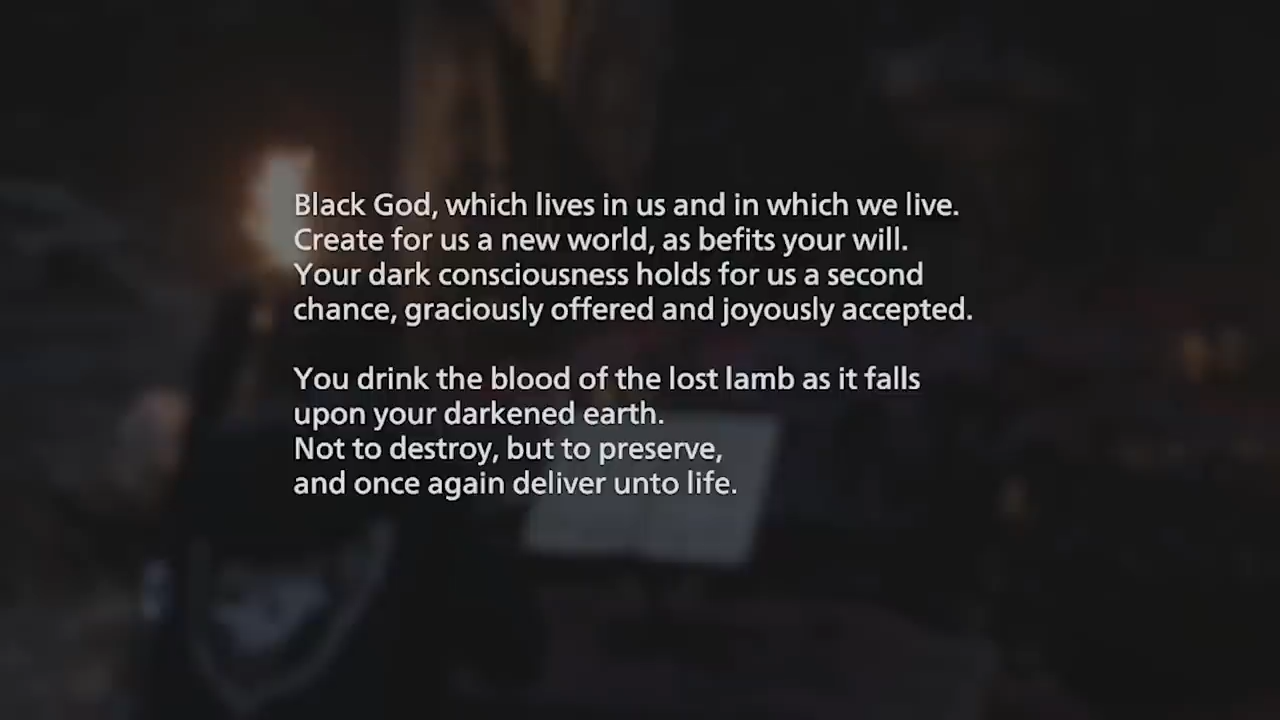 Black God, which lives in us and in which we live.
Create for us a new world, as befits your will.
Your dark consciousness holds for us a second
chance, graciously offered and joyously accepted.
You drink the blood of the lost lamb as it falls
upon your darkened earth.
Not to destroy, but to preserve,
and once again deliver unto life.